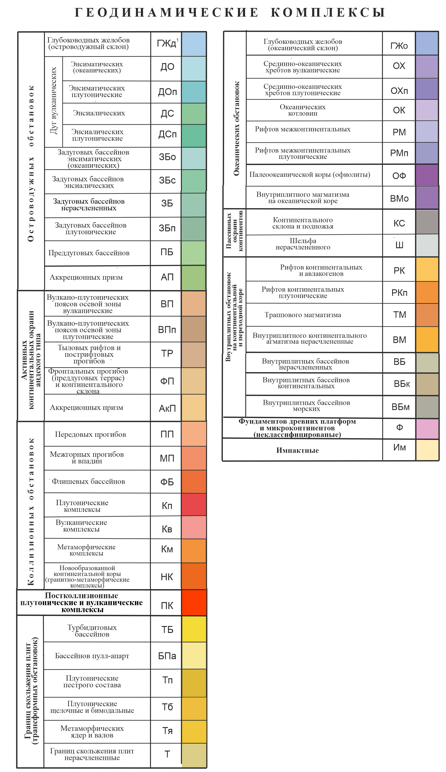 ГЕОДИНАМИЧЕСКИЕ КОМПЛЕКСЫ
Островодужных обстановок
Глубоководных желобов
(островодужный склон)
ГЖд¹
Дуг вулканических
Энсиматических
(океанических)
ДО
Энсиматических
плутонические
ДОп
Энсиалических
ДС
Энсиалических
плутонические
ДСп
Задуговых бассейнов
энсиматических
(океанических)
ЗБо
Задуговых бассейнов
энсиалических
ЗБс
Задуговых бассейнов
нерасчлененных
ЗБ
Задуговых бассейнов
плутонические
ЗБп
Преддуговых бассейнов
ПБ
Аккреционных призм
АП
Активных
континентальных окраин
андского типа
Вулкано-плутонических
поясов осевой зоны
вулканические
ВП
Вулкано-плутонических
поясов осевой зоны
плутонические
ВПп
Тыловых рифтов и
пострифтовых
прогибов
ТР
Фронтальных прогибов
(предуговых террас)
и континентального
склона
ФП
Аккреционных призм
АкП
Коллизионных обстановок
Передовых прогибов
ПП
Межгорных прогибов
и впадин
МП
Флишевых бассейнов
ФБ
Плутонические
комплексы
Кп
Вулканические
комплексы
Кв
Метаморфические
комплексы
Км
Новообразованной
континентальной коры
(гранитно-метаморфические
комплексы)
НК
Постколлизионные
плутонические и вулканические
комплексы
ПК
Границ скольжения плит
(трансформных обстановок)
Турбидитовых
бассейнов
ТБ
Бассейнов пулл-апарт
БПа
Плутонические
пестрого состава
Тп
Плутонические
щелочные и бимодальные
Тб
Метаморфических
ядер и валов
Тя
Границ скольжения плит
нерасчлененные
Т
Океанических обстановок
Глубоководных желобов
(океанический склон)
ГЖо
Срединно-океанических
хребтов вулканические
ОХ
Срединно-океанических
хребтов плутонические
ОХп
Океанических
котловин
ОК
Рифтов межконтинентальных
РМ
Рифтов межконтинентальных
плутонические
РМп
Палеоокеанической коры (офиолиты)
ОФ
Внутриплитного магматизма
на океанической коре
ВМо
Пассивных
окраин
континентов
Континентального
склона и подножья
КС
Шельфа
нерасчлененного
Ш
Внутриплитных обстановок
на континентальной
и переходной коре
Рифтов континентальных
и авлакогенов
РК
Рифтов континентальных
плутонические
РКп
Траппового магматизма
ТМ
Внутриплитного континентального
агматизма нерасчлененные
ВМ
Внутриплитных бассейнов
нерасчлененных
ВБ
Внутриплитных бассейнов
континентальных
ВБк
Внутриплитных бассейнов
морских
ВБм
Фундаментов древних платформ
и микроконтинентов
(неклассифицированые)
Ф
Импактные
Им